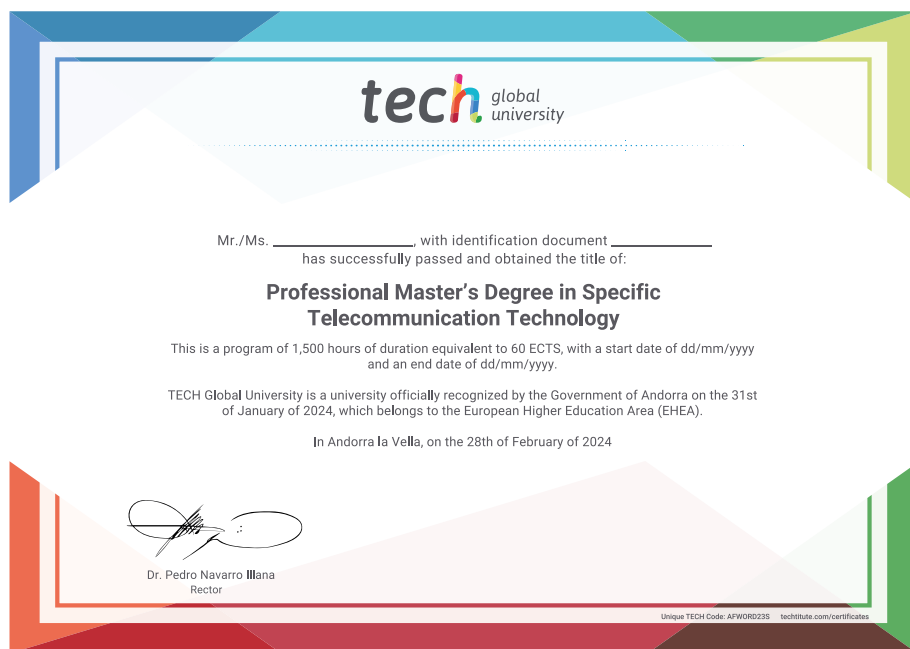 tech global
university
Mr./Ms. ____________________, with identification document ______________
has successfully passed and obtained the title of:
Professional Master’s Degree in Specific
Telecommunication Technology
This is a program of 1,500 hours of duration equivalent to 60 ECTS, with a start date of dd/mm/yyyy
and an end date of dd/mm/yyyy.
TECH Global University is a university officially recognized by the Government of Andorra on the 31st
of January of 2024, which belongs to the European Higher Education Area (EHEA).
In Andorra la Vella, on the 28th of February of 2024
Dr. Pedro Navarro Illana
Rector
Unique TECH Code: AFWORD23S techtitute.com/certificates